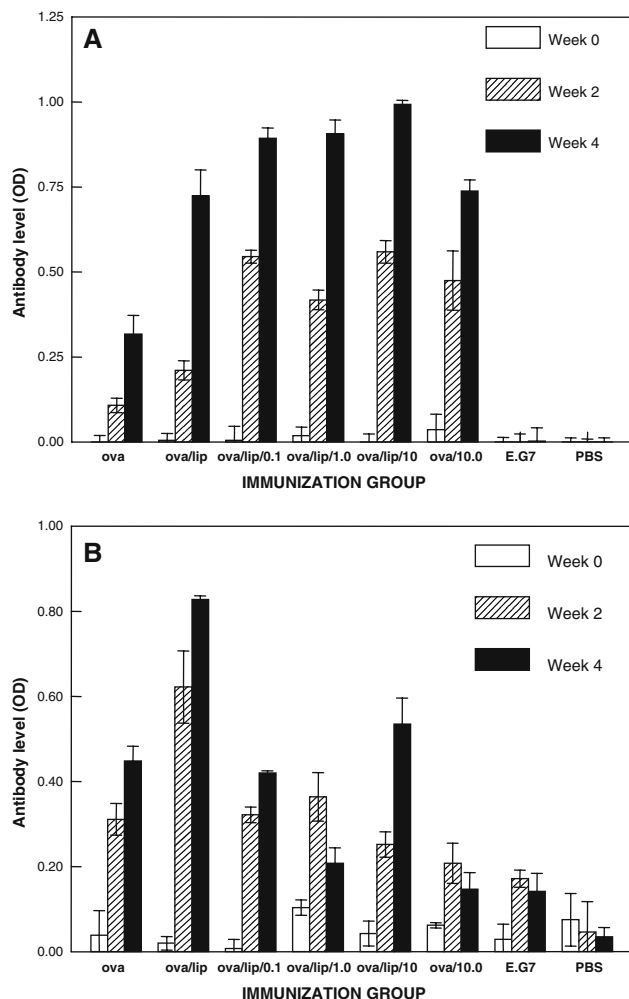 1.25
A
Week 0
1.00
Week 2
Week 4
0.75
Antibody level (OD)
0.50
0.25
0.00
ova ova/lip ova/lip/0.1 ova/lip/1.0 ova/lip/10 ova/10.0 E.G7 PBS
IMMUNIZATION GROUP
1.00
B
Week 0
0.80
Week 2
Week 4
0.60
Antibody level (OD)
0.40
0.20
0.00
ova ova/lip ova/lip/0.1 ova/lip/1.0 ova/lip/10 ova/10.0 E.G7 PBS
IMMUNIZATION GROUP